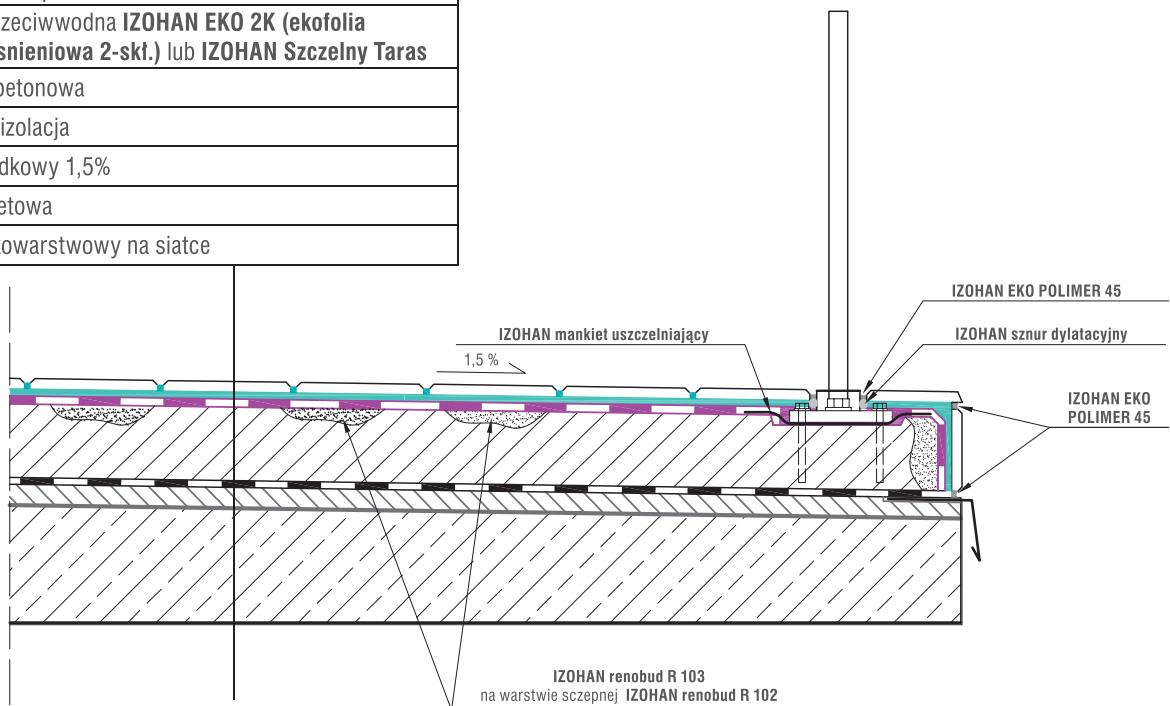 zeciwwodna IZOHAN EKO 2K (ekofolia
śnieniowa 2-skł.) lub IZOHAN Szczelny Taras
betonowa
izolacja
dkowy 1,5%
etowa
owarstwowy na siatce
IZOHAN EKO POLIMER 45
IZOHAN mankiet uszczelniający
IZOHAN sznur dylatacyjny
1,5 %
IZOHAN EKO
POLIMER 45
IZOHAN renobud R 103
na warstwie sczepnej IZOHAN renobud R 102